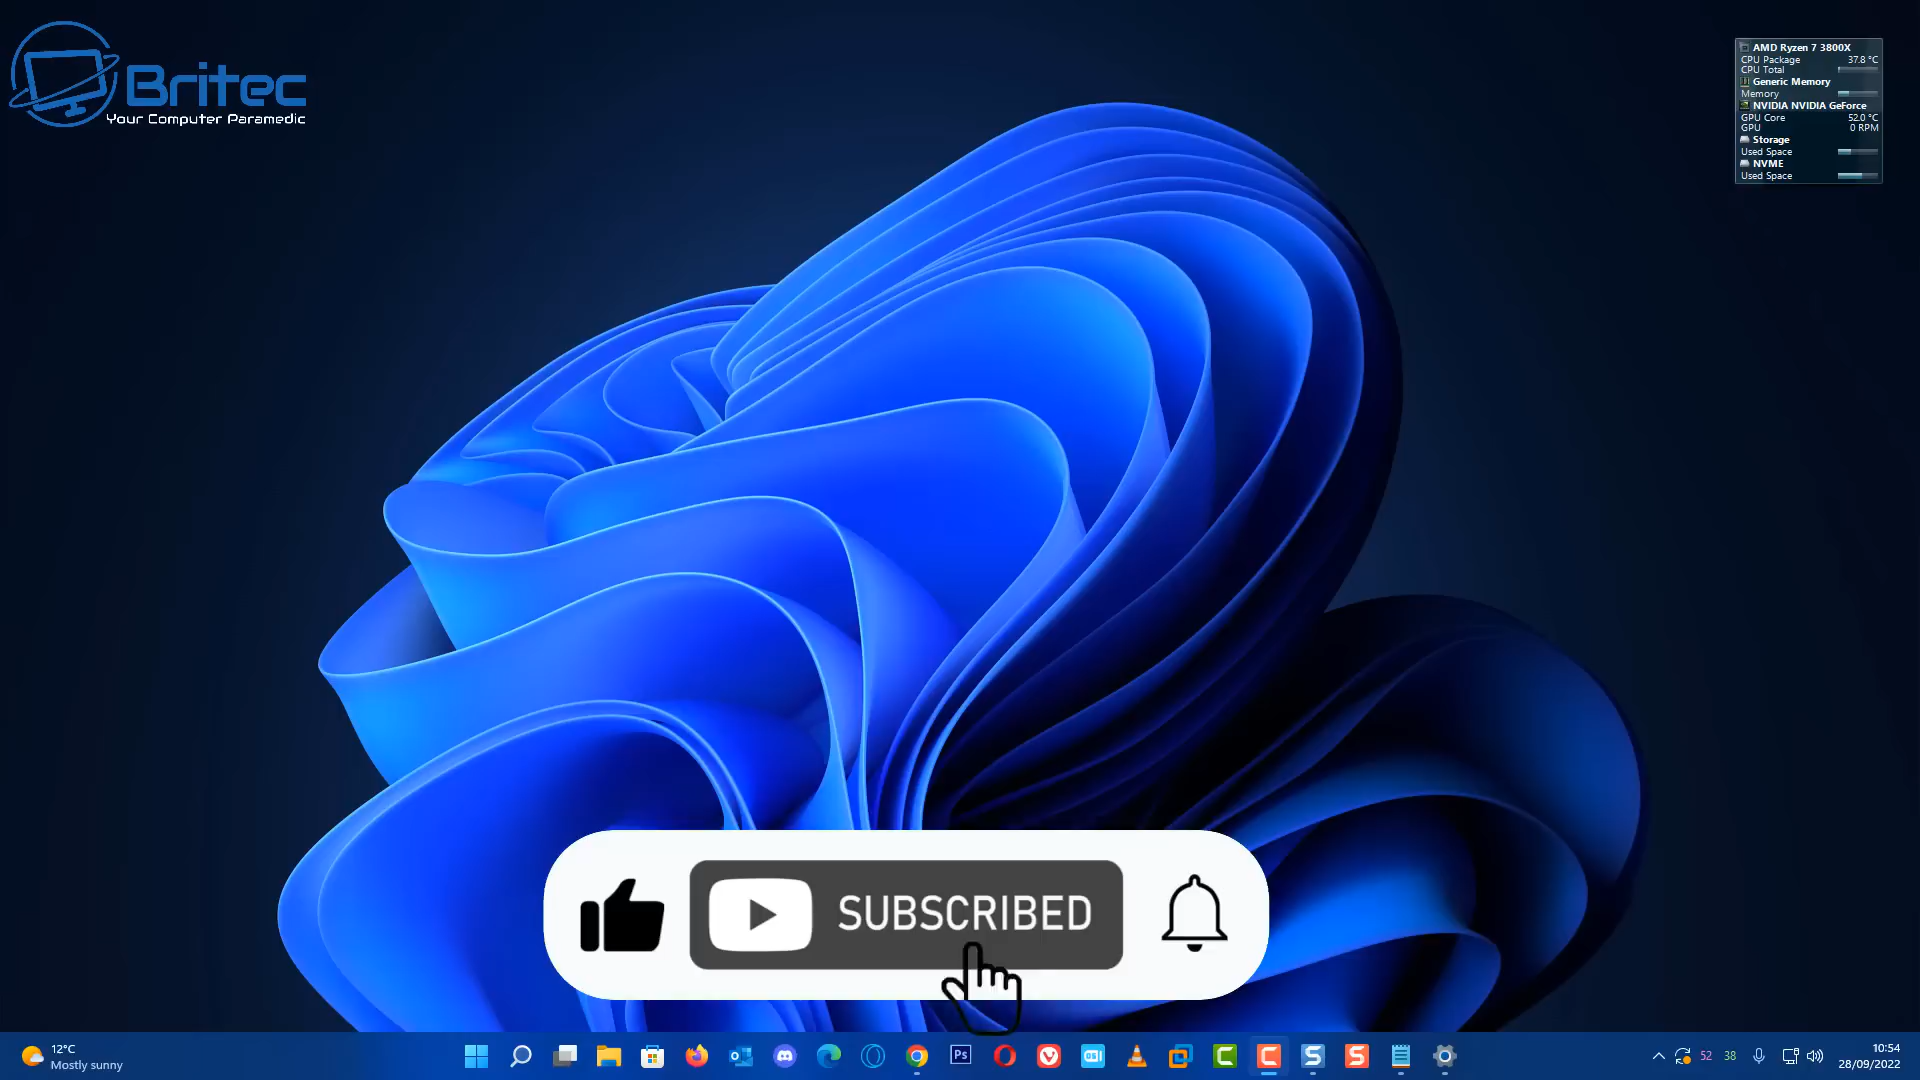 Britec
Your Computer Paramedic
AMD Ryzen 7 3800X
CPU Package 37.8 °C
CPU Total
Generic Memory
Memory
NVIDIA NVIDIA GeForce
GPU Core 52.0 °C
GPU 0 RPM
Storage
Used Space
NVME
Used Space
SUBSCRIBED
12°C
Mostly sunny
Ps
52 38
10:54
28/09/2022